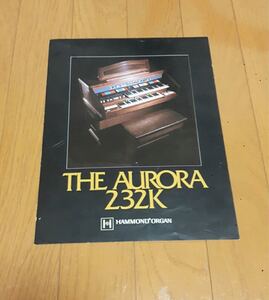 THE AURORA
232K
HAMMOND ORGAN